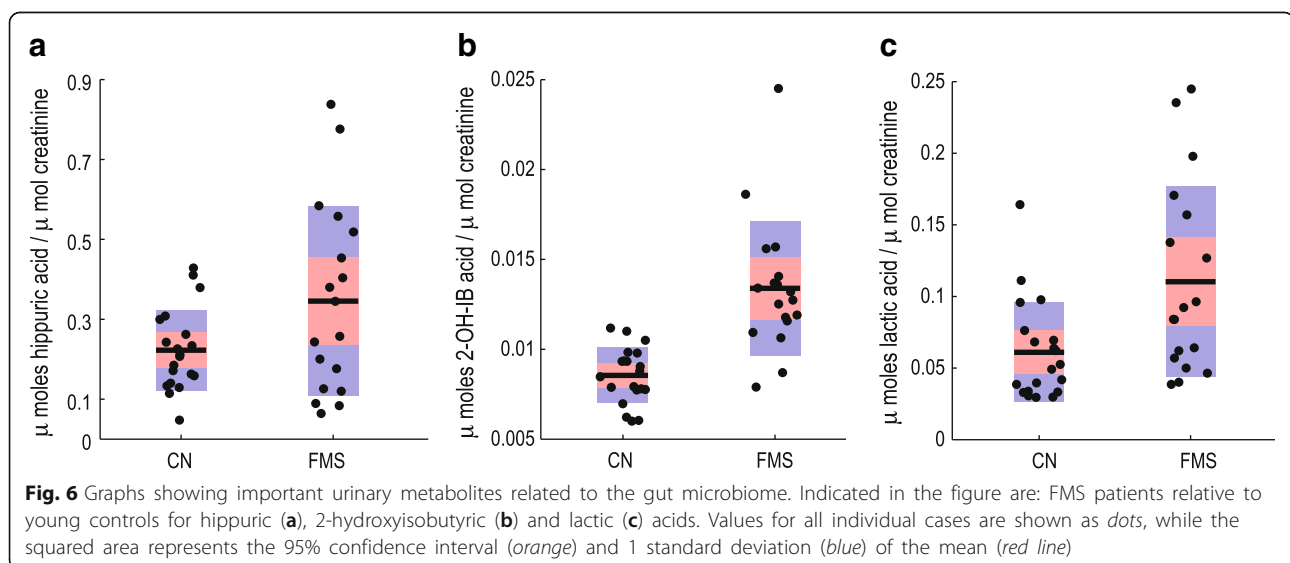 a
b
c
μ moles hippuric acid / μ mol creatinine
0.9
0.7
0.5
0.3
0.1
0
CN
FMS
μ moles 2-OH-IB acid / μ mol creatinine
0.025
0.02
0.015
0.01
0.005
CN
FMS
μ moles lactic acid / μ mol creatinine
0.25
0.2
0.15
0.1
0.05
0
CN
FMS
Fig. 6 Graphs showing important urinary metabolites related to the gut microbiome. Indicated in the figure are: FMS patients relative to
young controls for hippuric (a), 2-hydroxyisobutyric (b) and lactic (c) acids. Values for all individual cases are shown as dots, while the
squared area represents the 95% confidence interval (orange) and 1 standard deviation (blue) of the mean (red line)